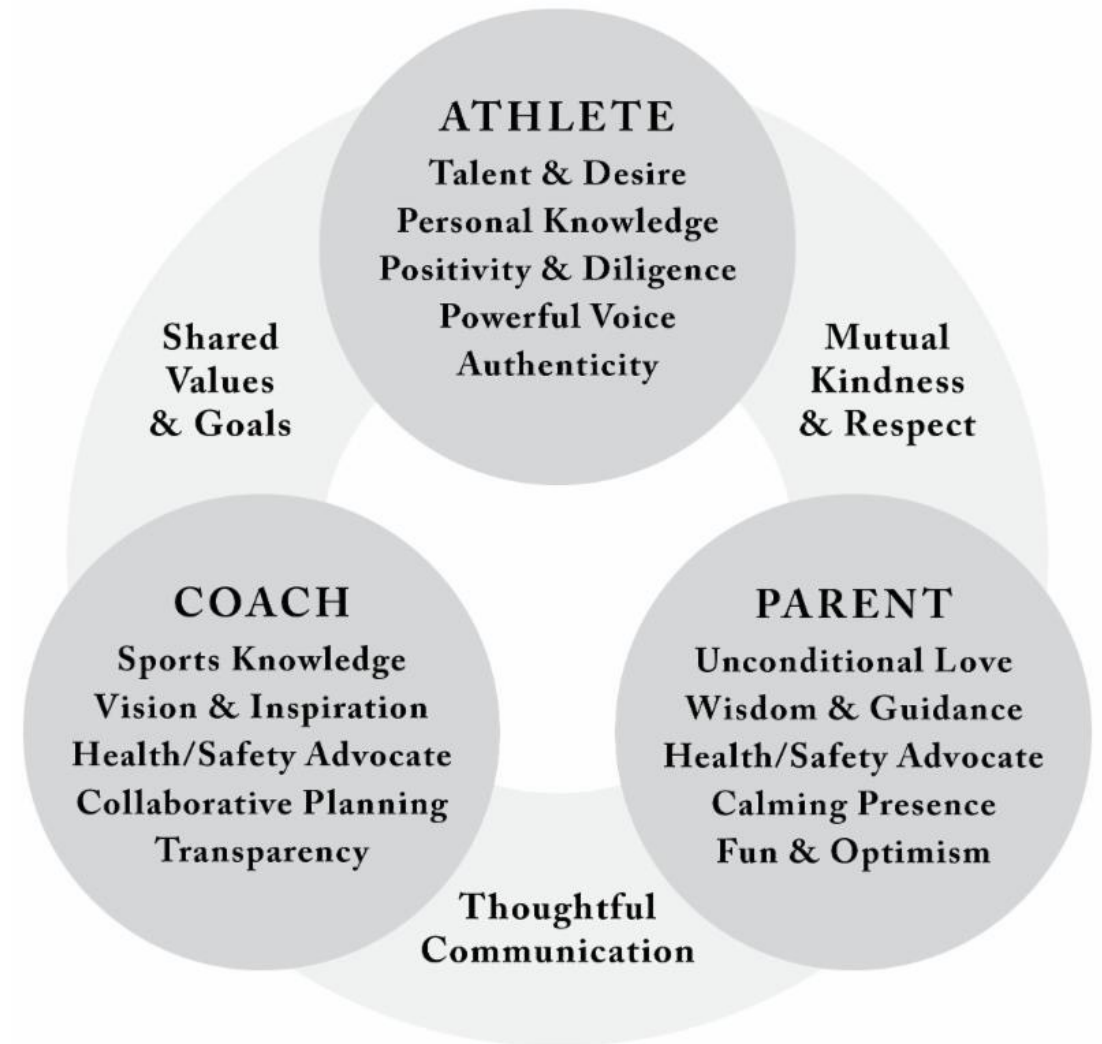 ATHLETE
Talent & Desire
Personal Knowledge
Positivity & Diligence
Powerful Voice
Authenticity
Shared
Values
& Goals
Mutual
Kindness
& Respect
COACH
Sports Knowledge
Vision & Inspiration
Health/Safety Advocate
Collaborative Planning
Transparency
PARENT
Unconditional Love
Wisdom & Guidance
Health/Safety Advocate
Calming Presence
Fun & Optimism
Thoughtful
Communication